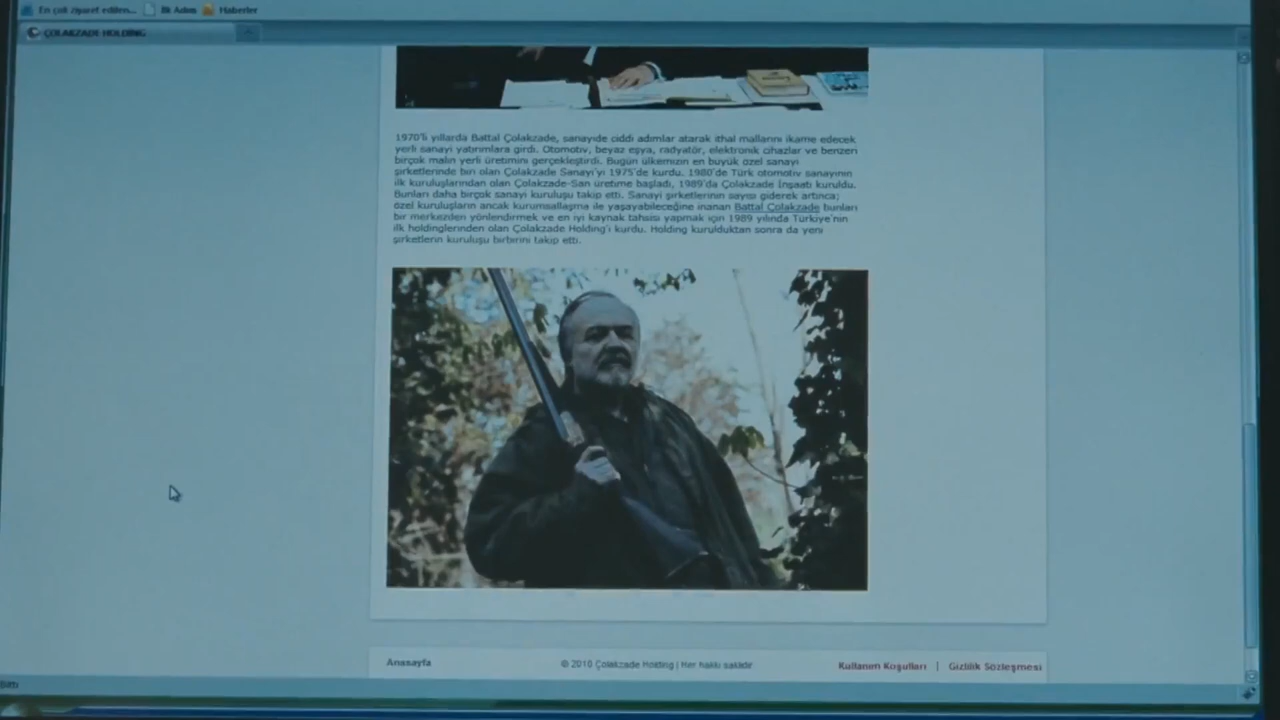 En çok ziyaret edilen...
İlk Adım
Haberler
ÇOLAKZADE HOLDİNG
1970'li yıllarda Battal Çolakzade, sanayide ciddi adımlar atarak ithal mallarını ikame edecek
yerli sanayi yatırımlara girdi. Otomotiv, beyaz eşya, radyatör, elektronik cihazlar ve benzeri
birçok malın yerli üretimini gerçekleştirdi. Bugün ülkemizin en büyük özel sanayi
şirketlerinde biri olan Çolakzade Sanayi'yi 1975'de kurdu. 1980'de Türk otomotiv sanayinin
ilk kuruluşlarından olan Çolakzade-San üretime başladı, 1989'da Çolakzade İnşaatı kuruldu.
Bunları daha birçok sanayi kuruluşu takip etti. Sanayi şirketlerinin sayısı giderek artınca;
özel kuruluşların ancak kurumsallaşma ile yaşayabileceğine inanan Battal Çolakzade bunları
bir merkezden yönlendirmek ve en iyi kaynak tahsisi yapmak için 1989 yılında Türkiye'nin
ilk holdinglerinden olan Çolakzade Holding'i kurdu. Holding kurulduktan sonra da yeni
şirketlerin kuruluşu birbirini takip etti.
Anasayfa
© 2010 Çolakzade Holding | Her hakkı saklıdır
Kullanım Koşulları | Gizlilik Sözleşmesi
Bitti